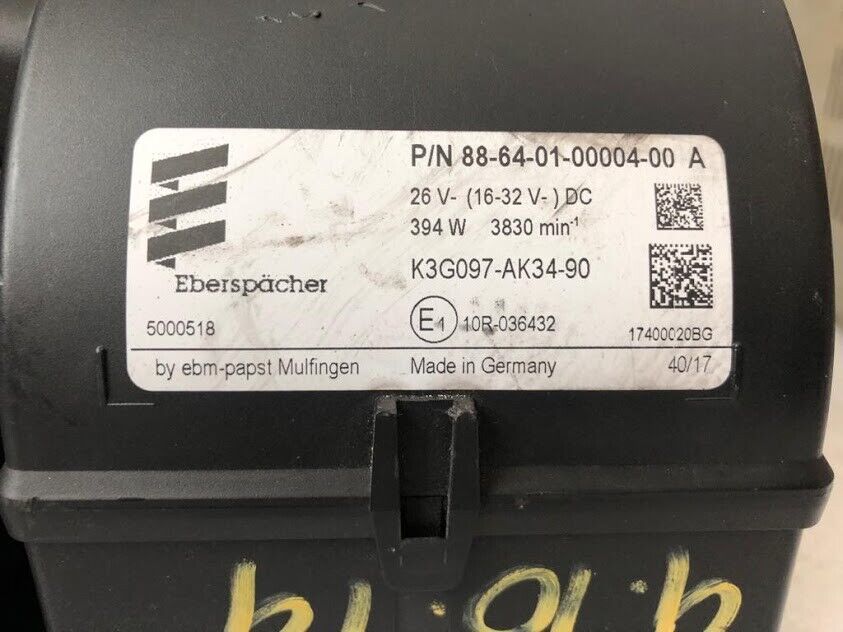 P/N 88-64-01-00004-00 A
26 V- (16-32 V- ) DC
394 W 3830 min⁻¹
Eberspächer
K3G097-AK34-90
5000518
E1 10R-036432
17400020BG
by ebm-papst Mulfingen Made in Germany 40/17